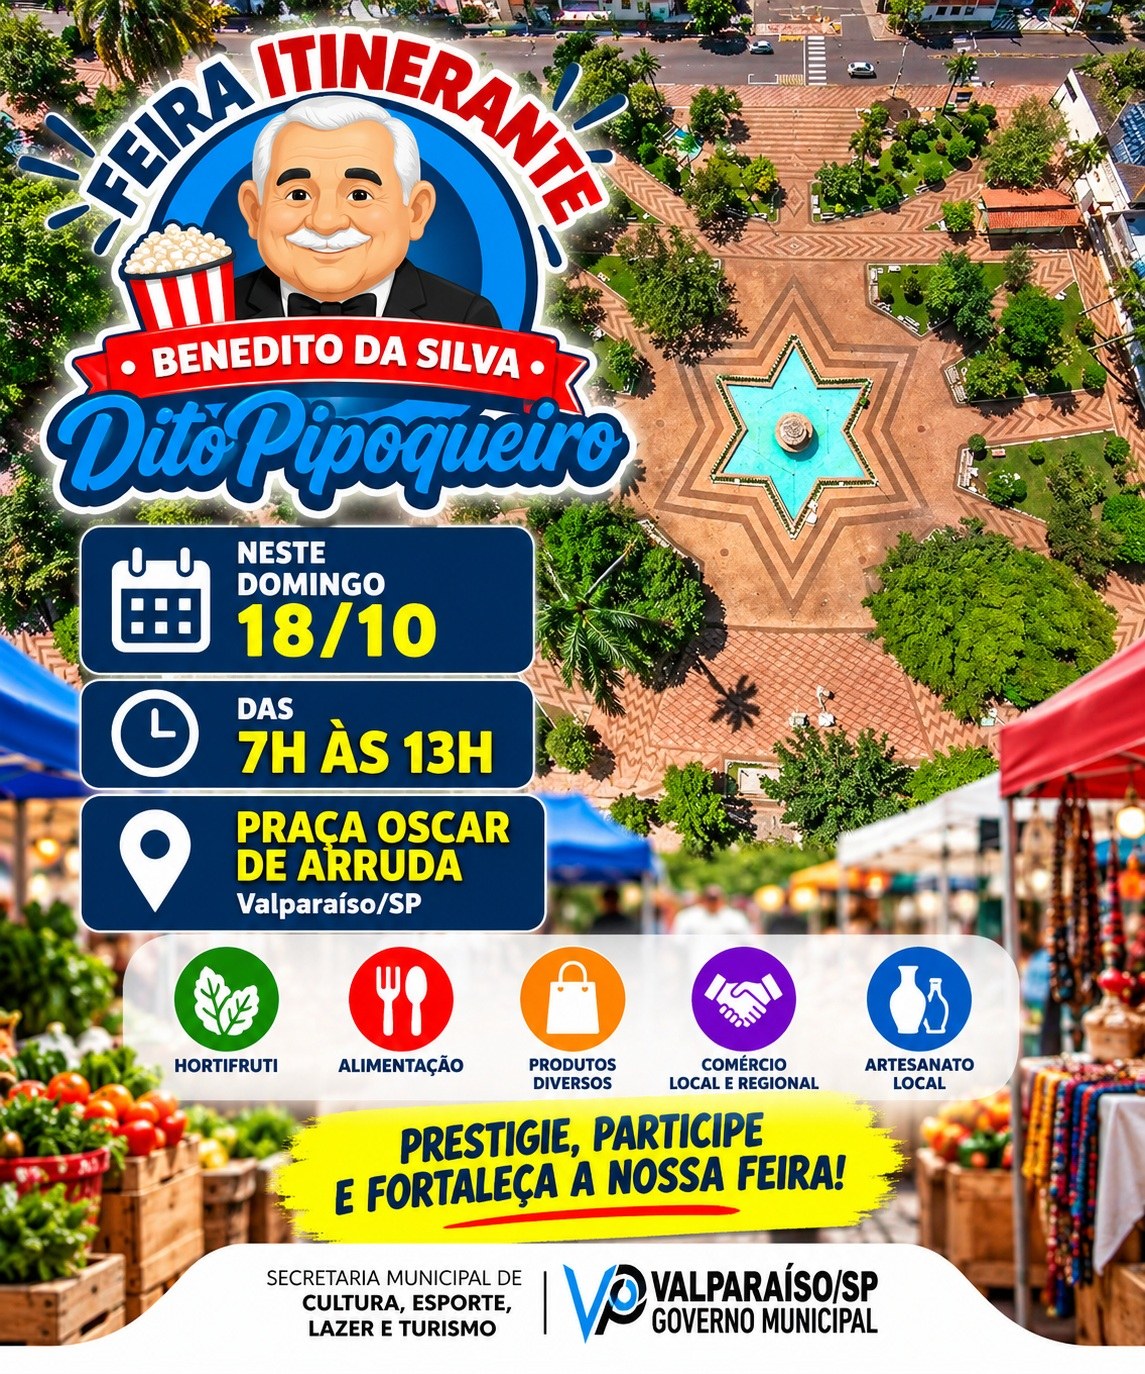 FEIRA ITINERANTE
• BENEDITO DA SILVA •
Dito Pipoqueiro
NESTE
DOMINGO
18/10
DAS
7H ÀS 13H
PRAÇA OSCAR
DE ARRUDA
Valparaíso/SP
HORTIFRUTI
ALIMENTAÇÃO
PRODUTOS
DIVERSOS
COMÉRCIO
LOCAL E REGIONAL
ARTESANATO
LOCAL
PRESTIGIE, PARTICIPE
E FORTALEÇA A NOSSA FEIRA!
SECRETARIA MUNICIPAL DE
CULTURA, ESPORTE,
LAZER E TURISMO
VP VALPARAÍSO/SP
GOVERNO MUNICIPAL